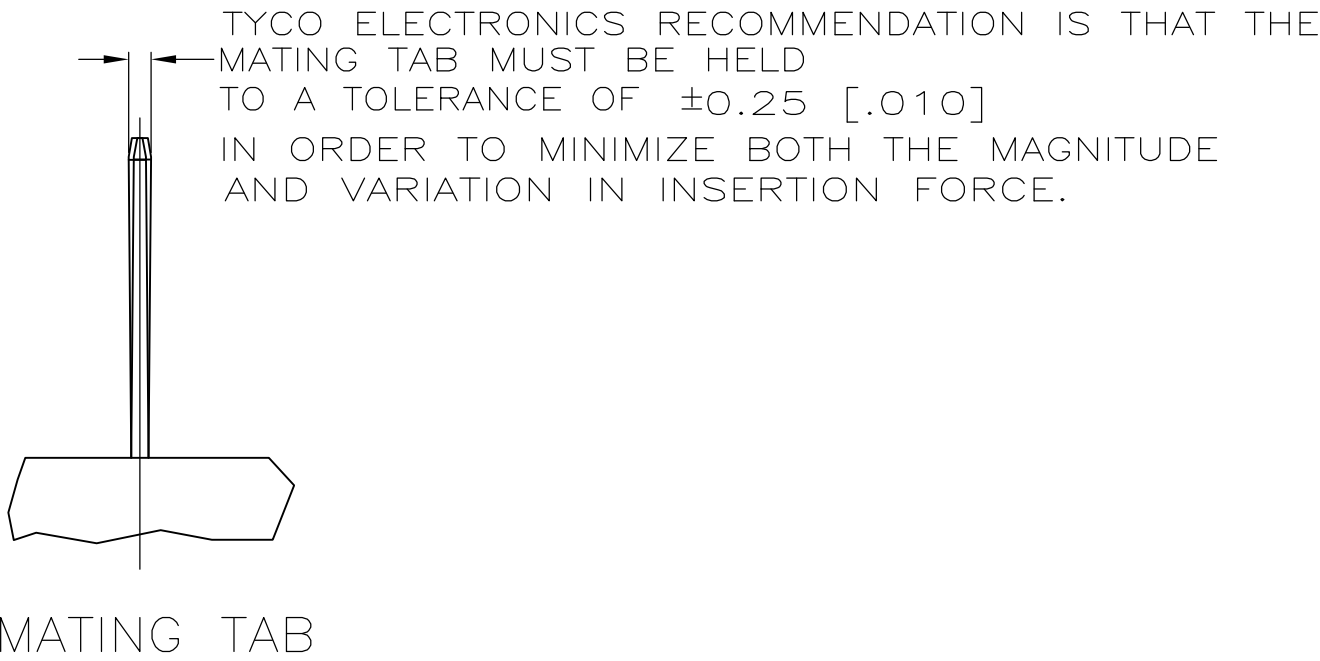 TYCO ELECTRONICS RECOMMENDATION IS THAT THE
MATING TAB MUST BE HELD
TO A TOLERANCE OF ±0.25 [.010]
IN ORDER TO MINIMIZE BOTH THE MAGNITUDE
AND VARIATION IN INSERTION FORCE.
MATING TAB